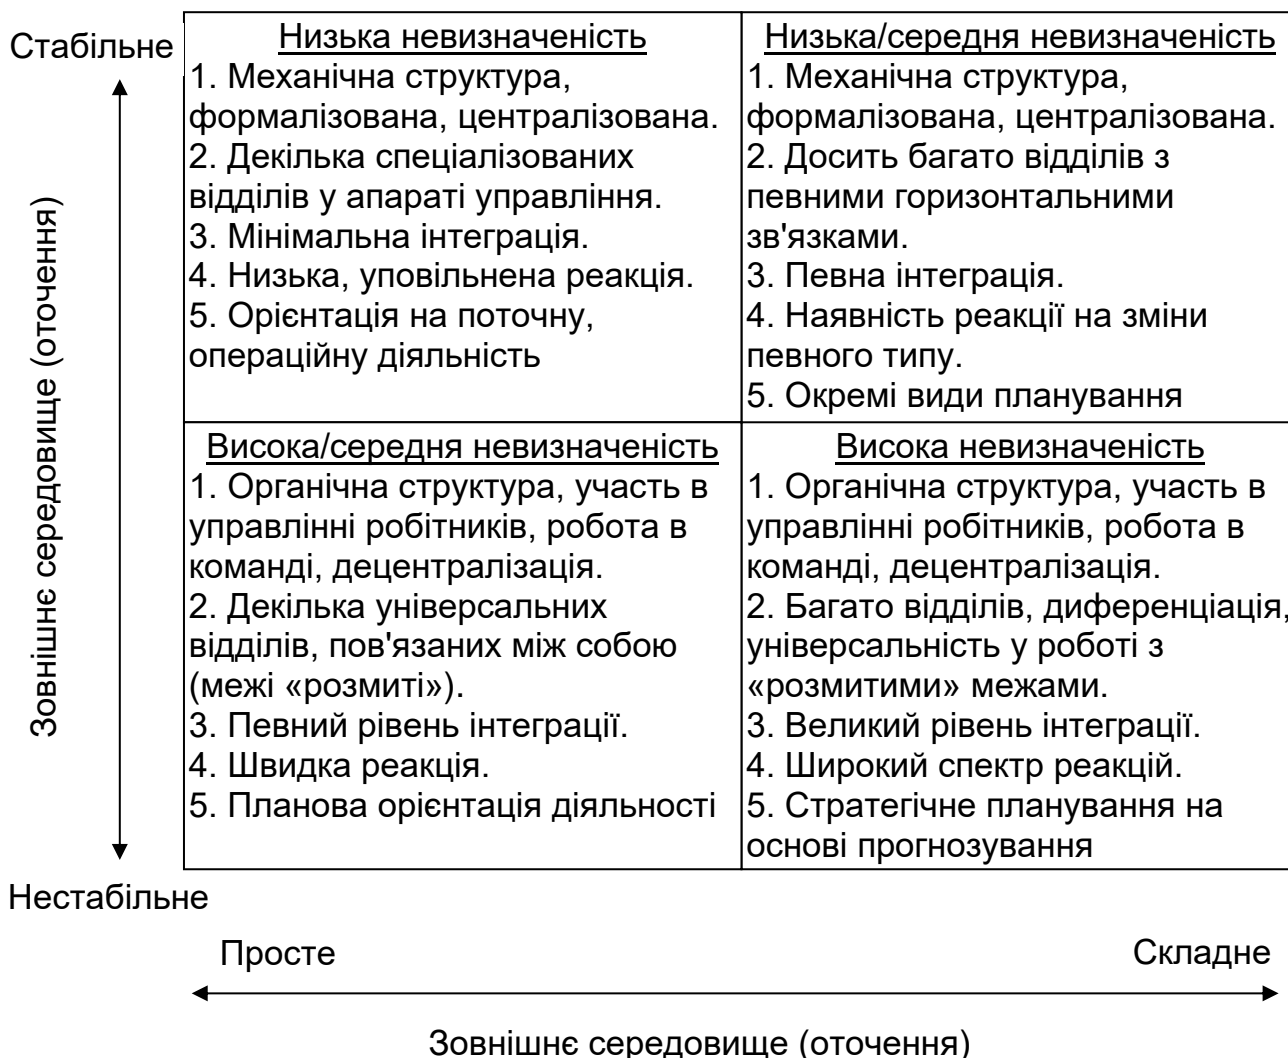 Стабільне
Низька невизначеність
1. Механічна структура,
формалізована, централізована.
2. Декілька спеціалізованих
відділів у апараті управління.
3. Мінімальна інтеграція.
4. Низька, уповільнена реакція.
5. Орієнтація на поточну,
операційну діяльність
Низька/середня невизначеність
1. Механічна структура,
формалізована, централізована.
2. Досить багато відділів з
певними горизонтальними
зв'язками.
3. Певна інтеграція.
4. Наявність реакції на зміни
певного типу.
5. Окремі види планування
Зовнішнє середовище (оточення)
Висока/середня невизначеність
1. Органічна структура, участь в
управлінні робітників, робота в
команді, децентралізація.
2. Декілька універсальних
відділів, пов'язаних між собою
(межі «розмиті»).
3. Певний рівень інтеграції.
4. Швидка реакція.
5. Планова орієнтація діяльності
Висока невизначеність
1. Органічна структура, участь в
управлінні робітників, робота в
команді, децентралізація.
2. Багато відділів, диференціація,
універсальність у роботі з
«розмитими» межами.
3. Великий рівень інтеграції.
4. Широкий спектр реакцій.
5. Стратегічне планування на
основі прогнозування
Нестабільне
Просте
Складне
Зовнішнє середовище (оточення)